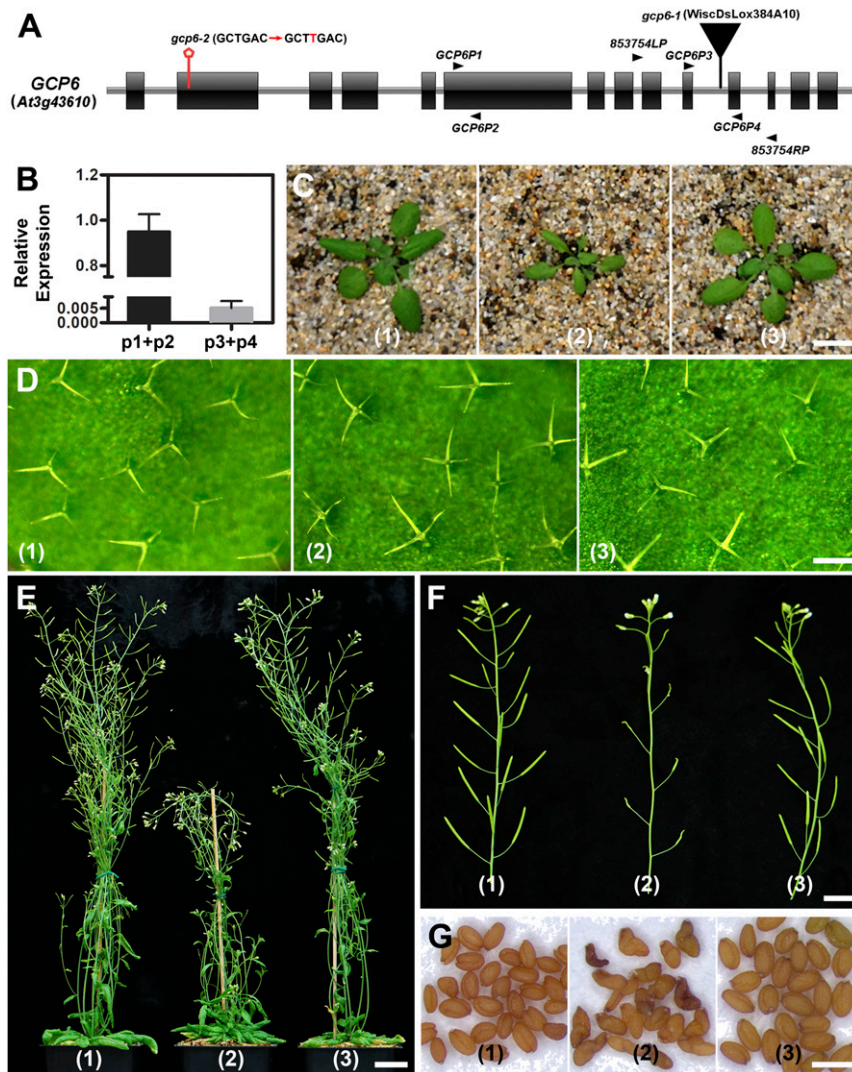 A
gcp6-2 (GCTGAC→GCTTGAC)
gcp6-1 (WiscDsLox384A10)
853754LP
GCP6P1
GCP6P3
GCP6
(At3g43610)
GCP6P2
GCP6P4
853754RP
B
Relative
Expression
1.2
1.0
0.8
0.005
0.000
p1+p2
p3+p4
C
(1)
(2)
(3)
D
(1)
(2)
(3)
E
(1)
(2)
(3)
F
(1)
(2)
(3)
G
(1)
(2)
(3)